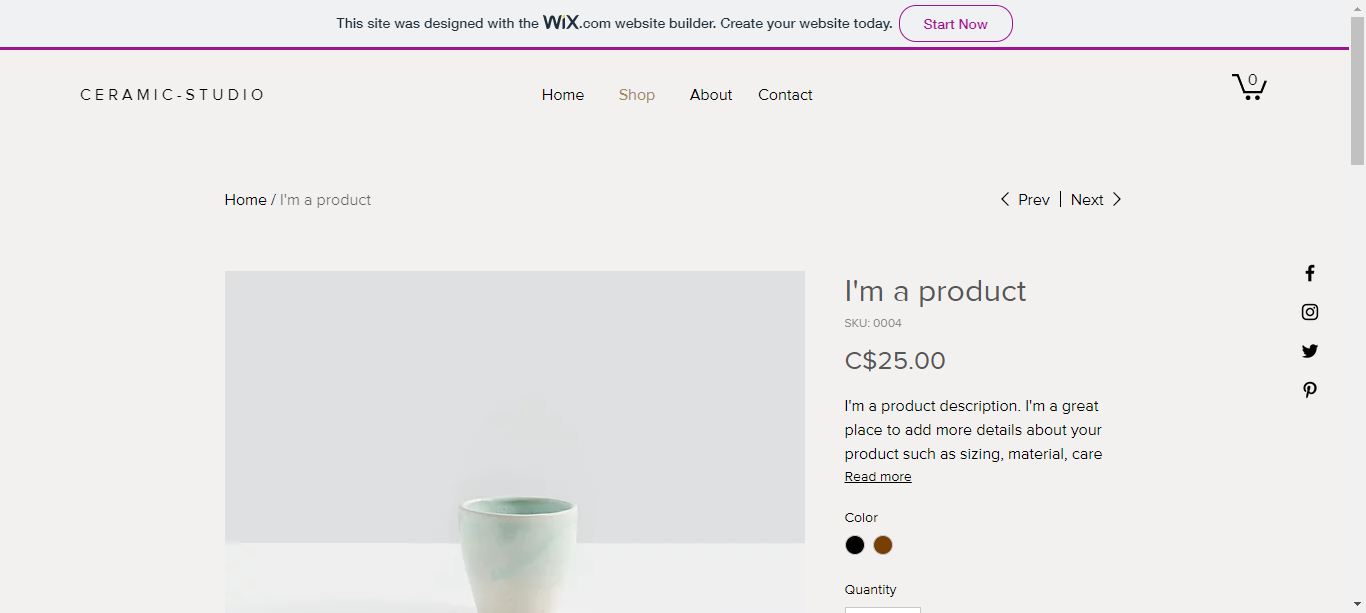 This site was designed with the WiX.com website builder. Create your website today. Start Now
CERAMIC-STUDIO
Home Shop About Contact
0
Home / I'm a product
Prev | Next
I'm a product
SKU: 0004
C$25.00
I'm a product description. I'm a great
place to add more details about your
product such as sizing, material, care
Read more
Color
Quantity